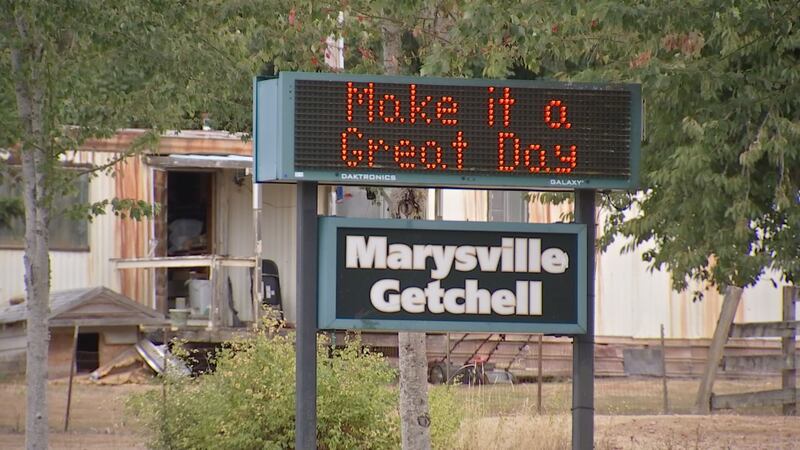 Make it a
Great Day
DAKTRONICS GALAXY
Marysville
Getchell